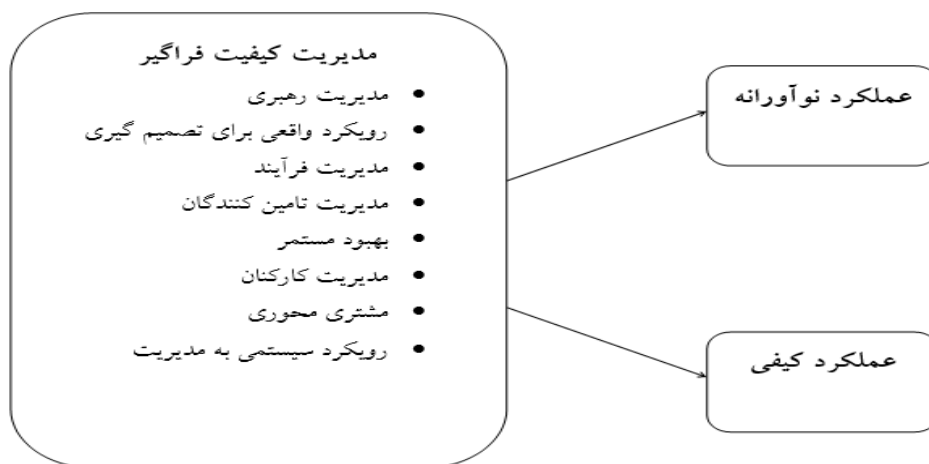 مدیریت کیفیت فراگیر
• مدیریت رهبری
• رویکرد واقعی برای تصمیم گیری
• مدیریت فرآیند
• مدیریت تامین کنندگان
• بهبود مستمر
• مدیریت کارکنان
• مشتری محوری
• رویکرد سیستمی به مدیریت
عملکرد نوآورانه
عملکرد کیفی